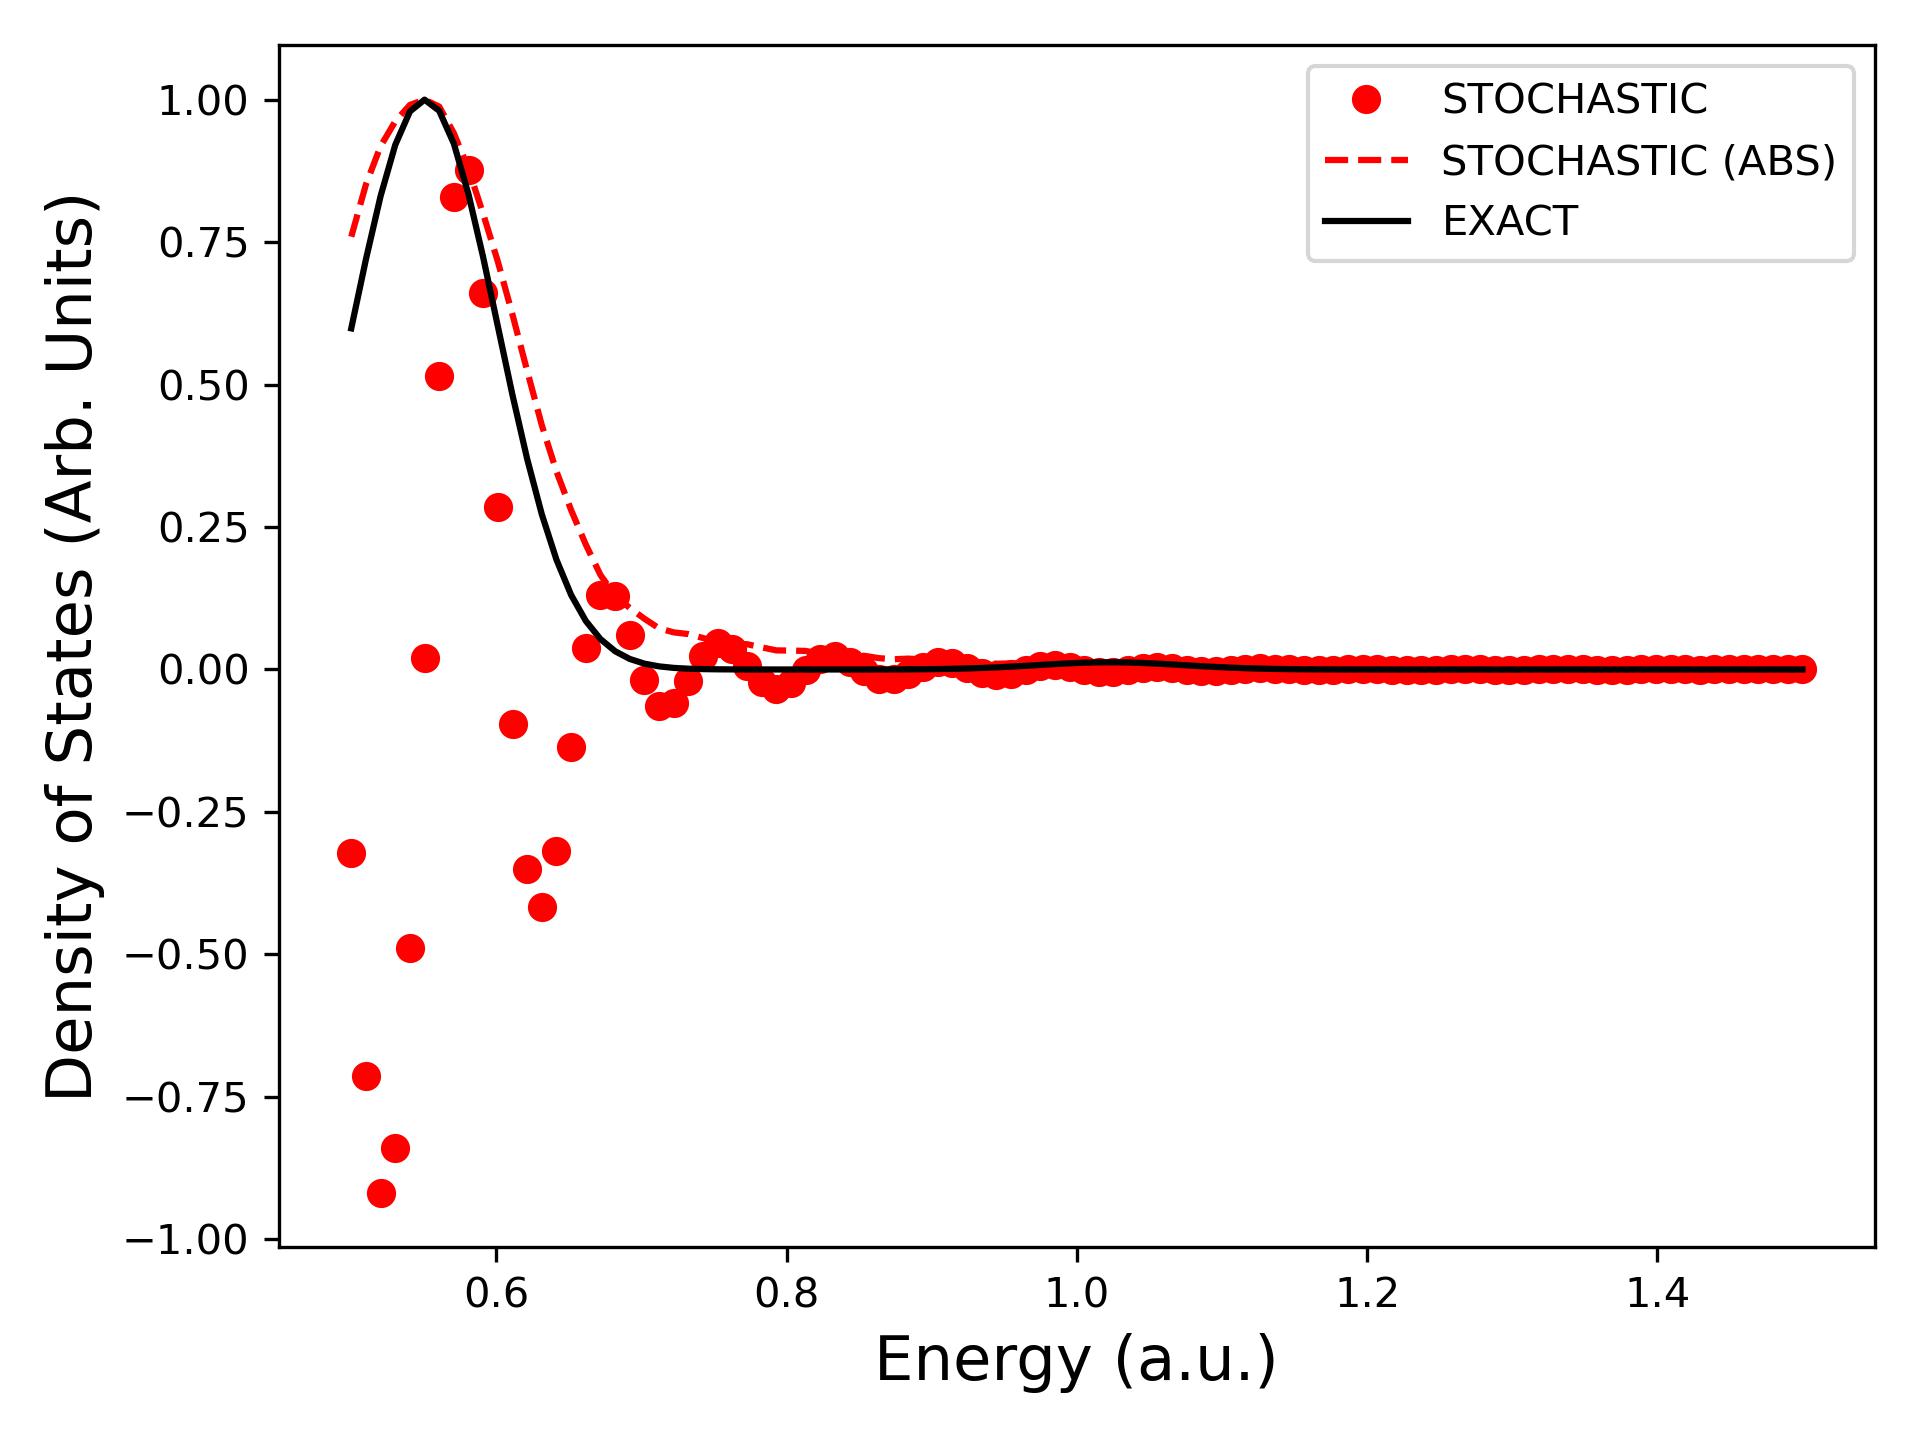 STOCHASTIC
STOCHASTIC (ABS)
EXACT
Density of States (Arb. Units)
1.00
0.75
0.50
0.25
0.00
−0.25
−0.50
−0.75
−1.00
0.6 0.8 1.0 1.2 1.4
Energy (a.u.)